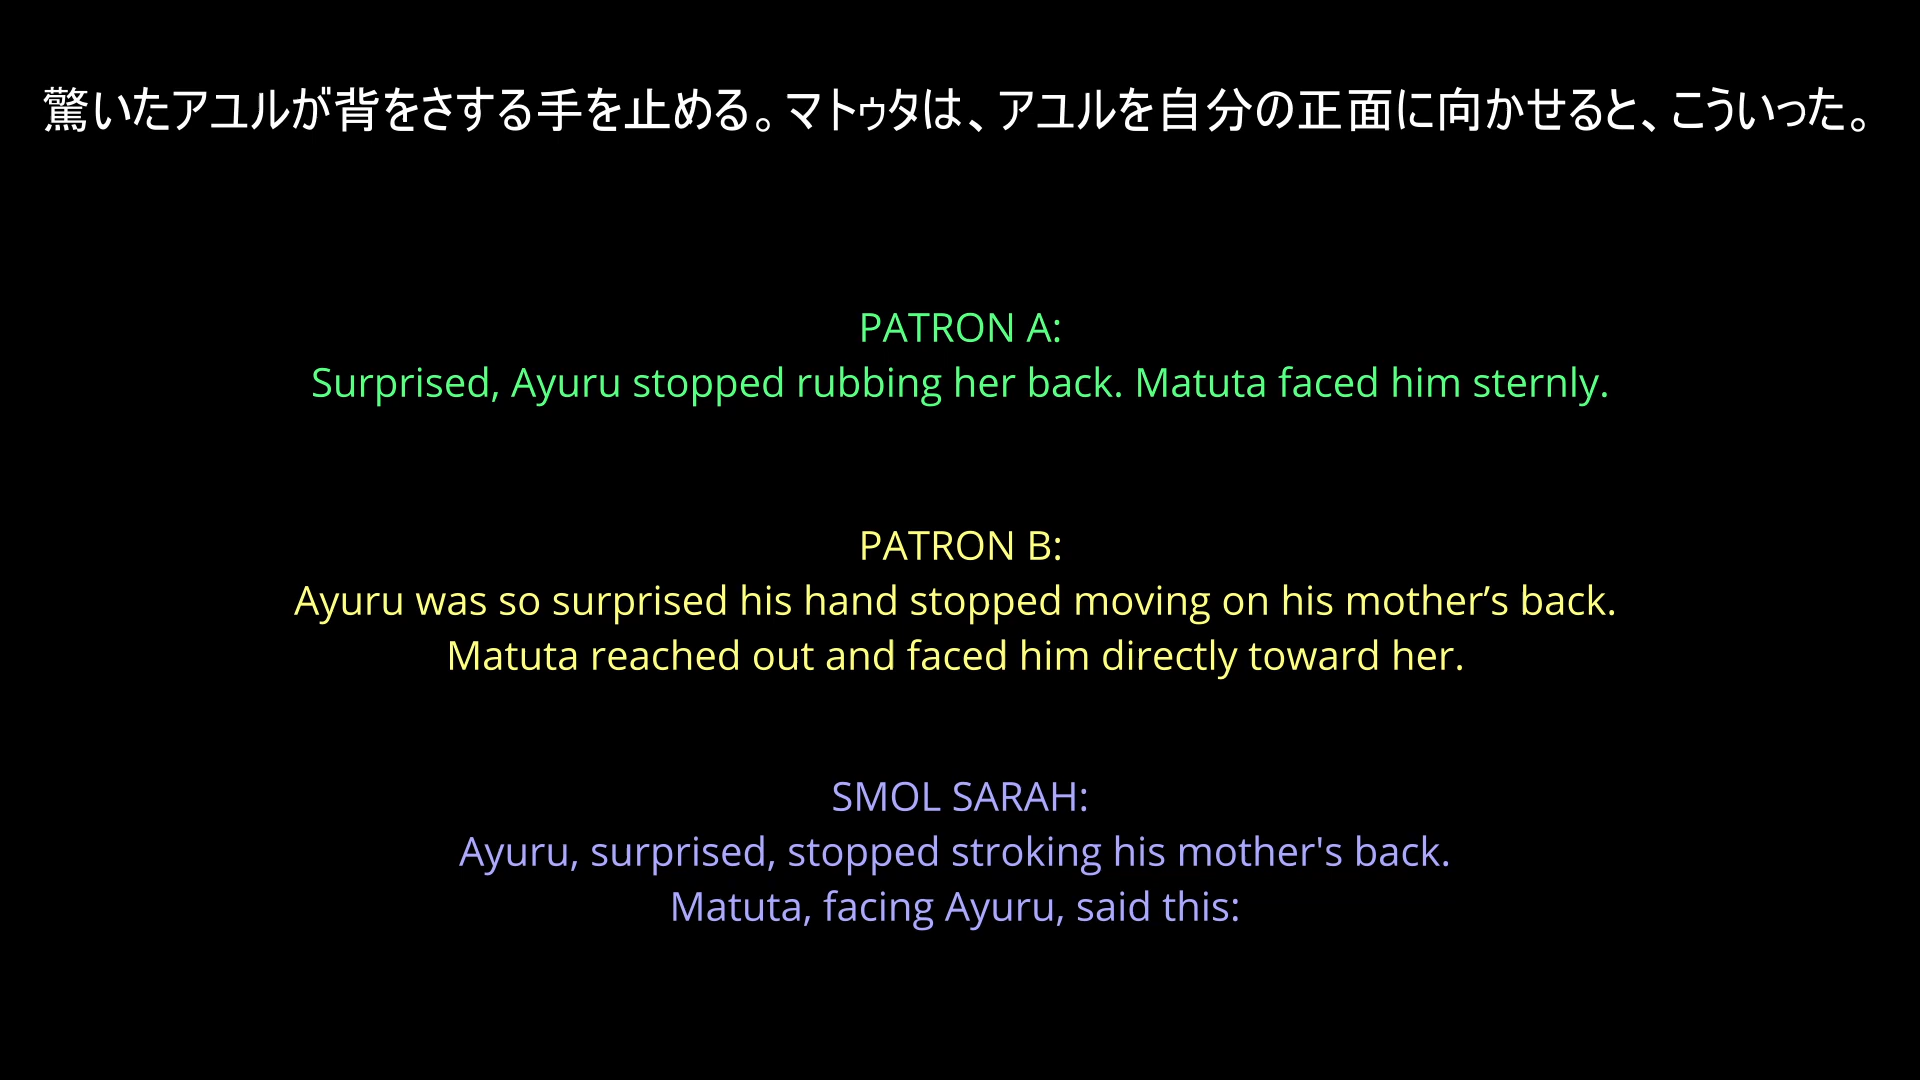 驚いたアユルが背をさする手を止める。マトゥタは、アユルを自分の正面に向かせると、こういった。
PATRON A:
Surprised, Ayuru stopped rubbing her back. Matuta faced him sternly.
PATRON B:
Ayuru was so surprised his hand stopped moving on his mother’s back.
Matuta reached out and faced him directly toward her.
SMOL SARAH:
Ayuru, surprised, stopped stroking his mother's back.
Matuta, facing Ayuru, said this: